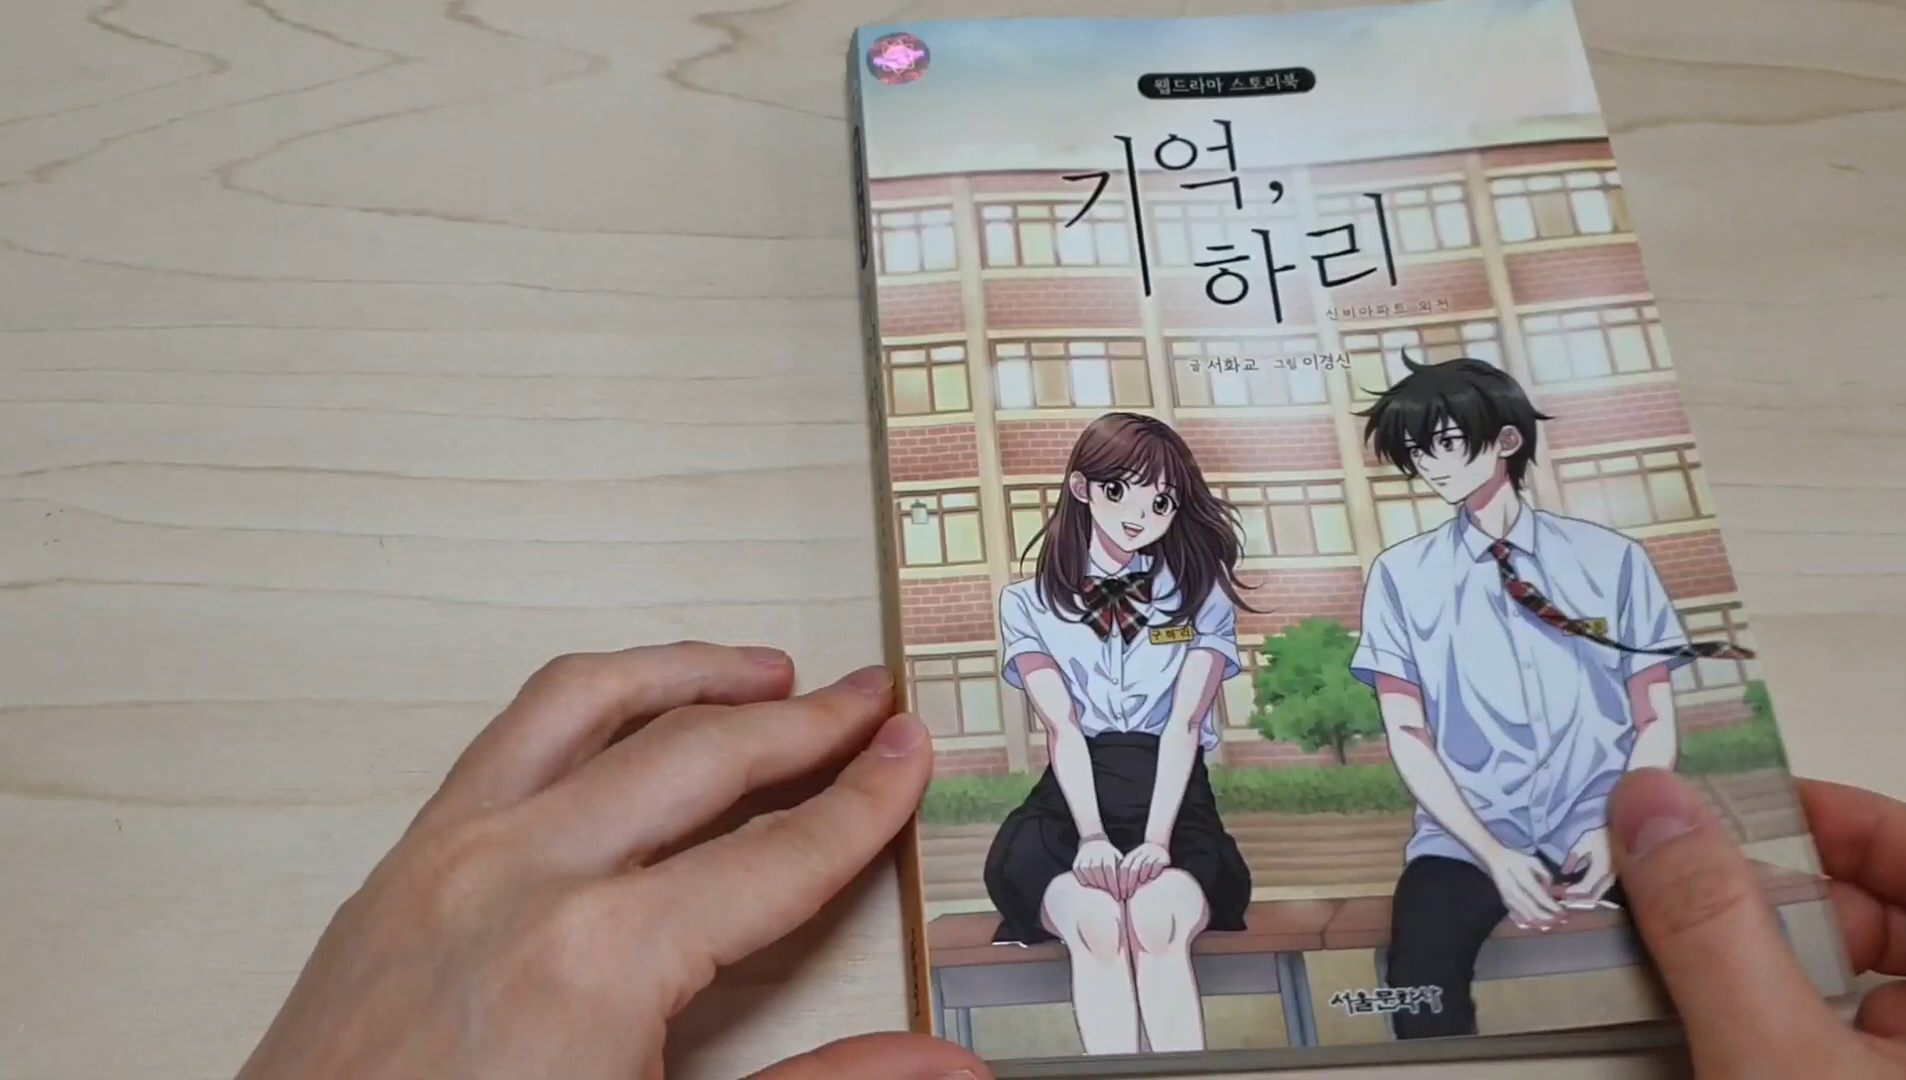 웹드라마 스토리북
기억,
하리
신비아파트 외전
글 서화교 그림 이경신
구하리
서울문화사